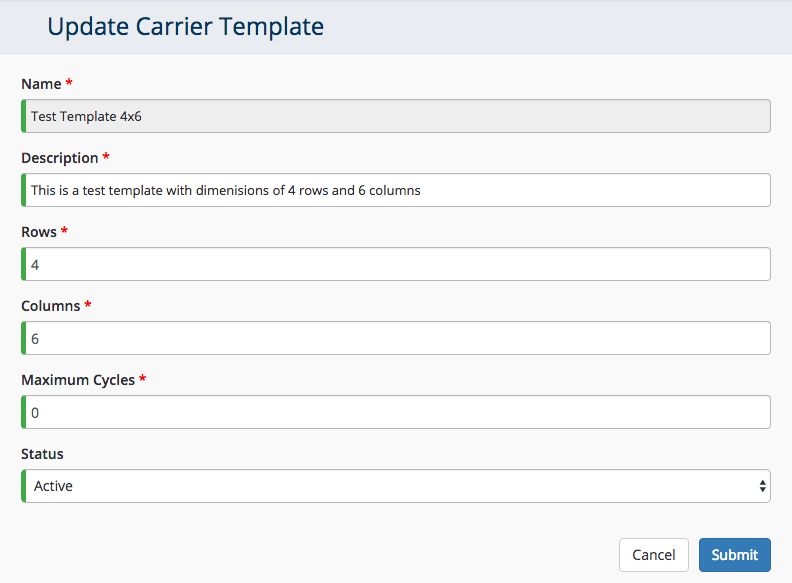 Update Carrier Template
Name *
Test Template 4x6
Description *
This is a test template with dimenisions of 4 rows and 6 columns
Rows *
4
Columns *
6
Maximum Cycles *
0
Status
Active
Cancel Submit